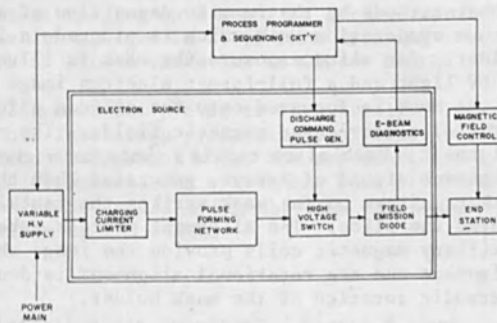 PROCESS PROGRAMMER
& SEQUENCING CKT'Y
ELECTRON SOURCE
DISCHARGE
COMMAND
PULSE GEN.
E-BEAM
DIAGNOSTICS
MAGNETIC
FIELD
CONTROL
VARIABLE
H.V.
SUPPLY
CHARGING
CURRENT
LIMITER
PULSE
FORMING
NETWORK
HIGH
VOLTAGE
SWITCH
FIELD
EMISSION
DIODE
END
STATION
POWER
MAIN